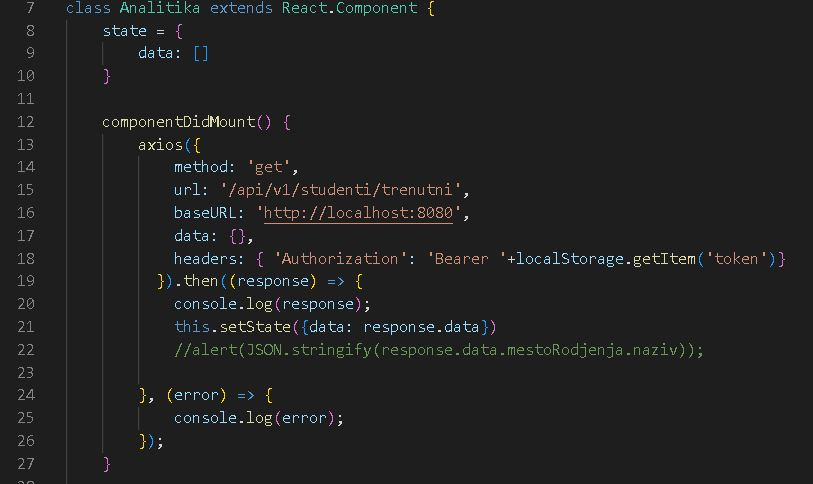 7 class Analitika extends React.Component {
8 state = {
9 data: []
10 }
11
12 componentDidMount() {
13 axios({
14 method: 'get',
15 url: '/api/v1/studenti/trenutni',
16 baseURL: 'http://localhost:8080',
17 data: {},
18 headers: { 'Authorization': 'Bearer '+localStorage.getItem('token')}
19 }).then((response) => {
20 console.log(response);
21 this.setState({data: response.data})
22 //alert(JSON.stringify(response.data.mestoRodjenja.naziv));
23
24 }, (error) => {
25 console.log(error);
26 });
27 }
28